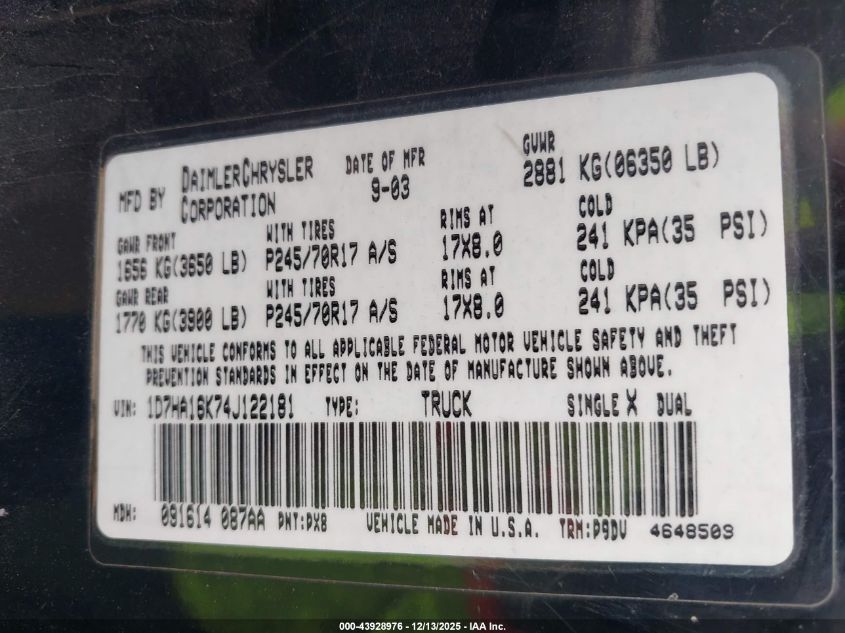 MFD BY DAIMLERCHRYSLER CORPORATION
DATE OF MFR 9-03
GVWR 2881 KG(06350 LB)
GAWR FRONT WITH TIRES RIMS AT COLD
1656 KG(3650 LB) P245/70R17 A/S 17X8.0 241 KPA(35 PSI)
GAWR REAR WITH TIRES RIMS AT COLD
1770 KG(3900 LB) P245/70R17 A/S 17X8.0 241 KPA(35 PSI)
THIS VEHICLE CONFORMS TO ALL APPLICABLE FEDERAL MOTOR VEHICLE SAFETY AND THEFT
PREVENTION STANDARDS IN EFFECT ON THE DATE OF MANUFACTURE SHOWN ABOVE.
VIN: 1D7HA16K74J122181 TYPE: TRUCK SINGLE X DUAL
MDH: 091614 087AA PNT:PX8 VEHICLE MADE IN U.S.A. TRM:P9DV 4648509
000-43928976 - 12/13/2025 - IAA Inc.